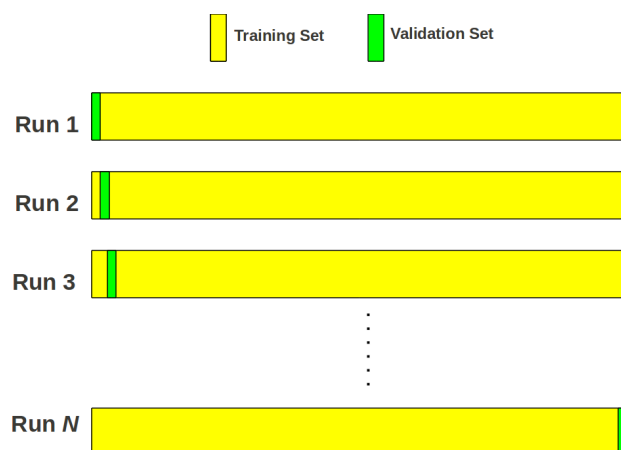 Training Set
Validation Set
Run 1
Run 2
Run 3
Run N